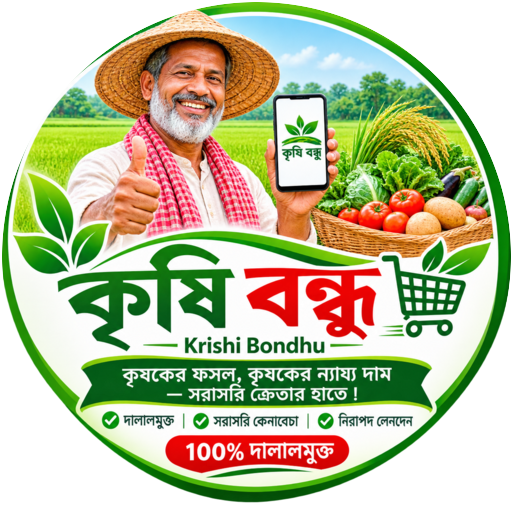 কৃষি বন্ধু
কৃষি বন্ধু
Krishi Bondhu
কৃষকের ফসল, কৃষকের ন্যায্য দাম
— সরাসরি ক্রেতার হাতে !
দালালমুক্ত | সরাসরি কেনাবেচা | নিরাপদ লেনদেন
100% দালালমুক্ত